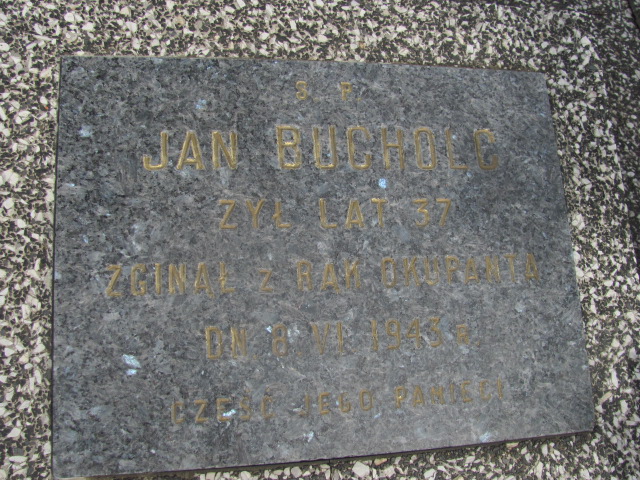 Ś. P.
JAN BUCHOLC
ŻYŁ LAT 37
ZGINĄŁ Z RĄK OKUPANTA
DN 8.VI.1943 R.
CZEŚĆ JEGO PAMIĘCI